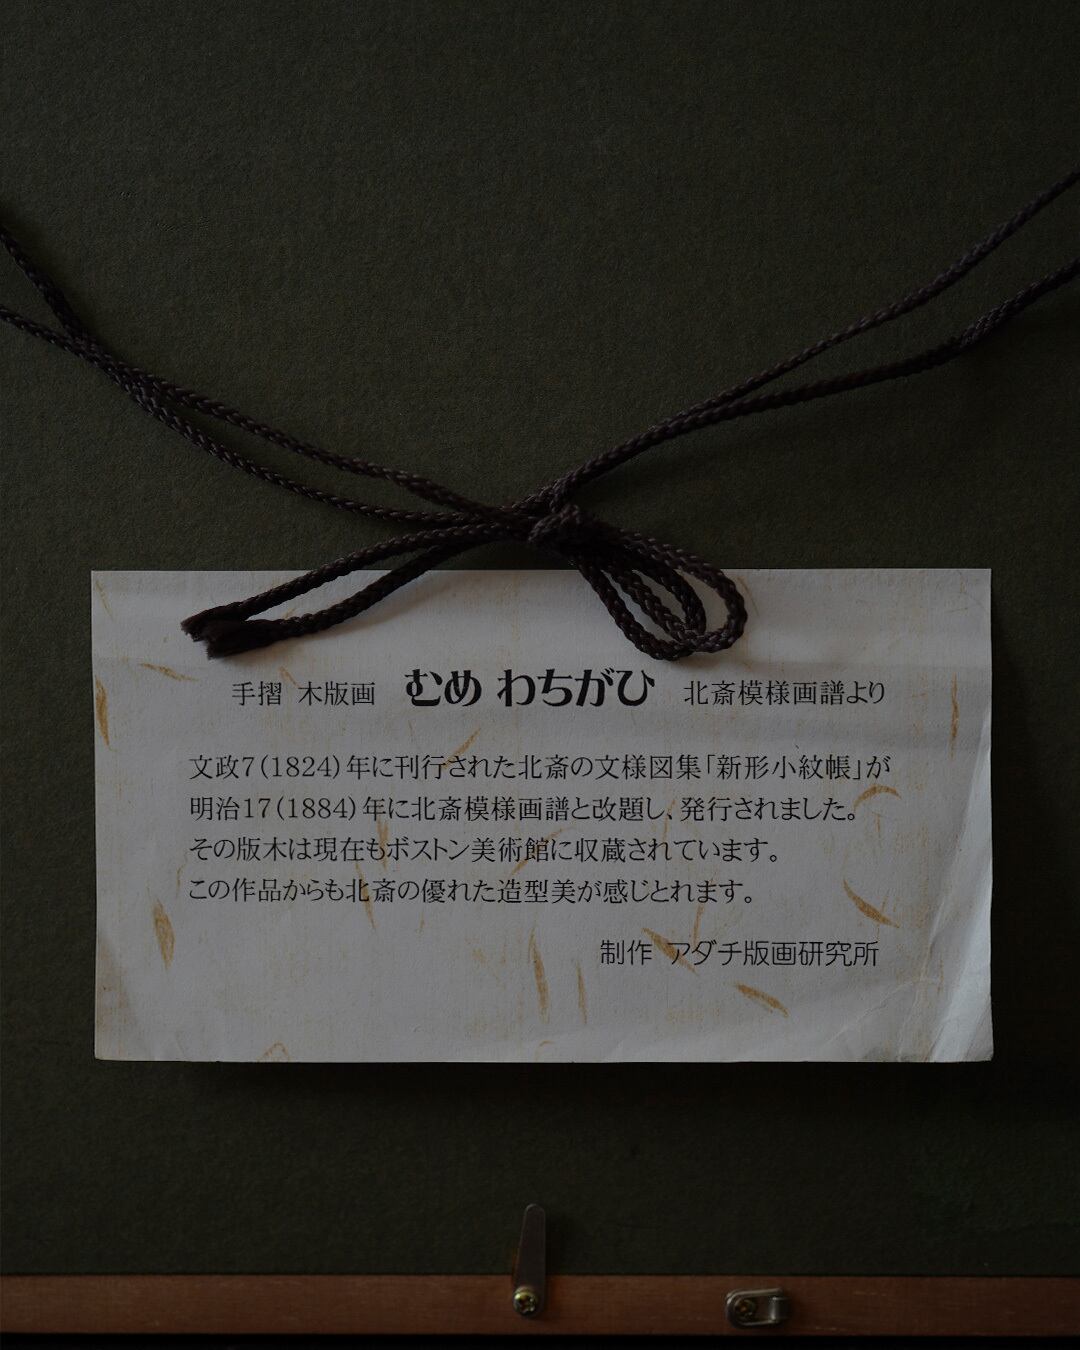 手摺 木版画 むめ わちがひ 北斎模様画譜より
文政7(1824)年に刊行された北斎の文様図集「新形小紋帳」が
明治17(1884)年に北斎模様画譜と改題し、発行されました。
その版木は現在もボストン美術館に収蔵されています。
この作品からも北斎の優れた造型美が感じとれます。
制作 アダチ版画研究所